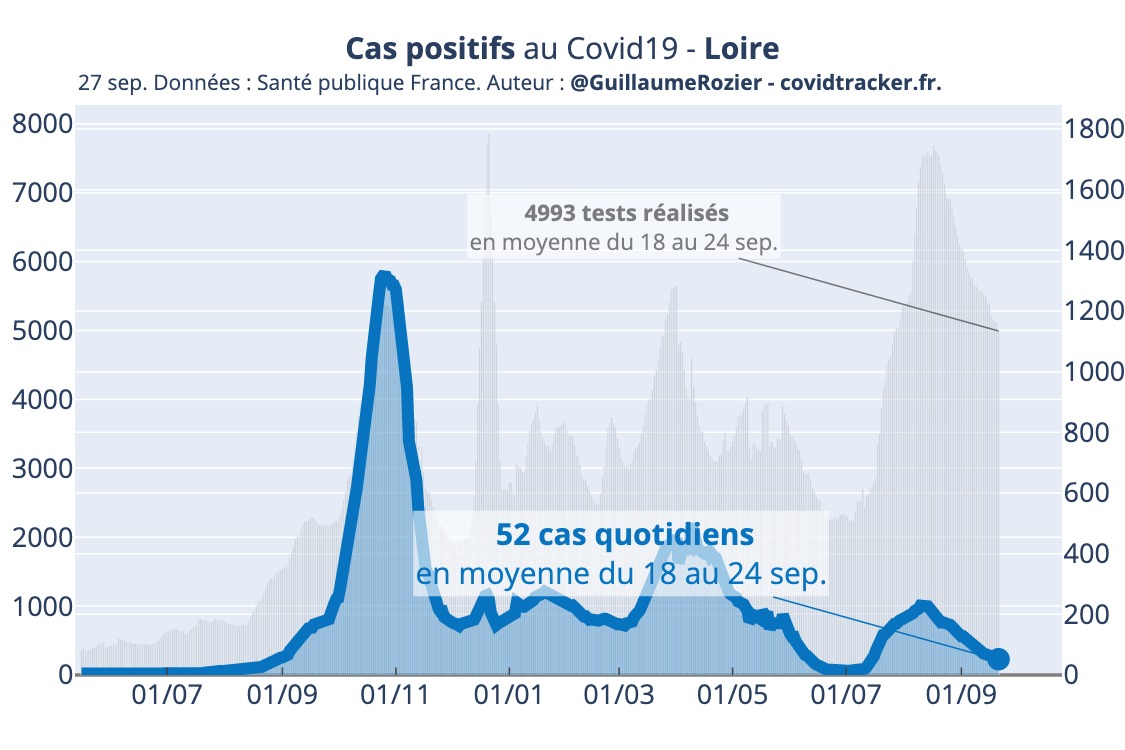 Cas positifs au Covid19 - Loire
27 sep. Données : Santé publique France. Auteur : @GuillaumeRozier - covidtracker.fr.
8000
7000
6000
5000
4000
3000
2000
1000
0
1800
1600
1400
1200
1000
800
600
400
200
0
4993 tests réalisés
en moyenne du 18 au 24 sep.
52 cas quotidiens
en moyenne du 18 au 24 sep.
01/07 01/09 01/11 01/01 01/03 01/05 01/07 01/09